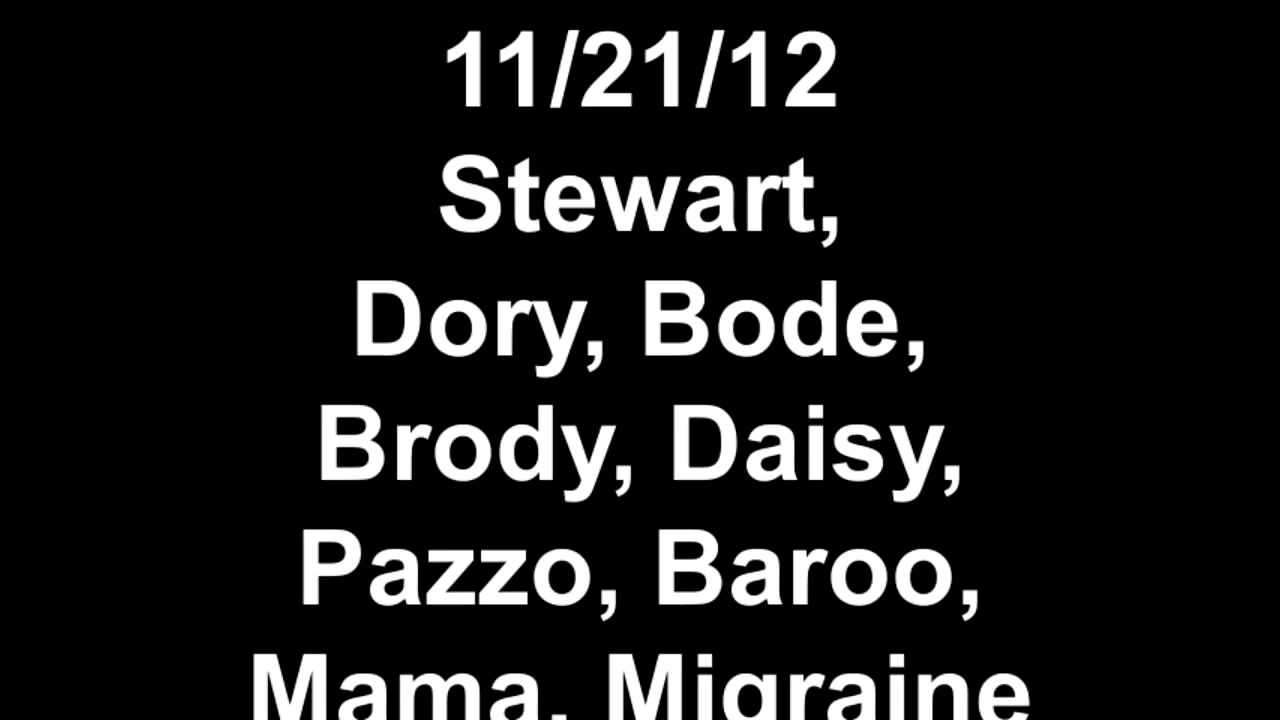 11/21/12
Stewart,
Dory, Bode,
Brody, Daisy,
Pazzo, Baroo,
Mama, Migraine